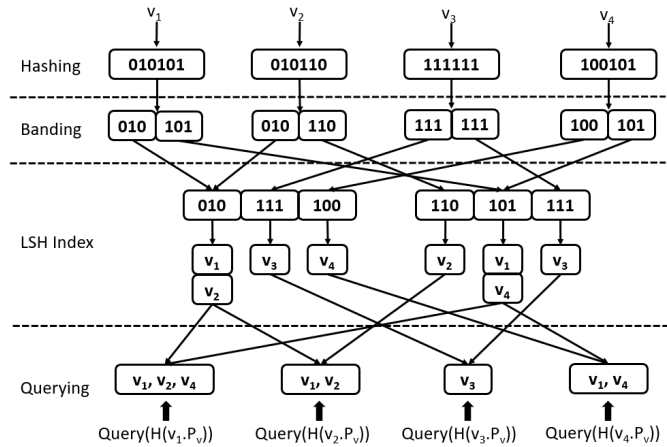 v₁ v₂ v₃ v₄
Hashing 010101 010110 111111 100101
Banding 010 101 010 110 111 111 100 101
010 111 100 110 101 111
LSH Index v₁ v₃ v₄ v₂ v₁ v₃
v₂ v₄
Querying v₁, v₂, v₄ v₁, v₂ v₃ v₁, v₄
Query(H(v₁.Pᵥ)) Query(H(v₂.Pᵥ)) Query(H(v₃.Pᵥ)) Query(H(v₄.Pᵥ))